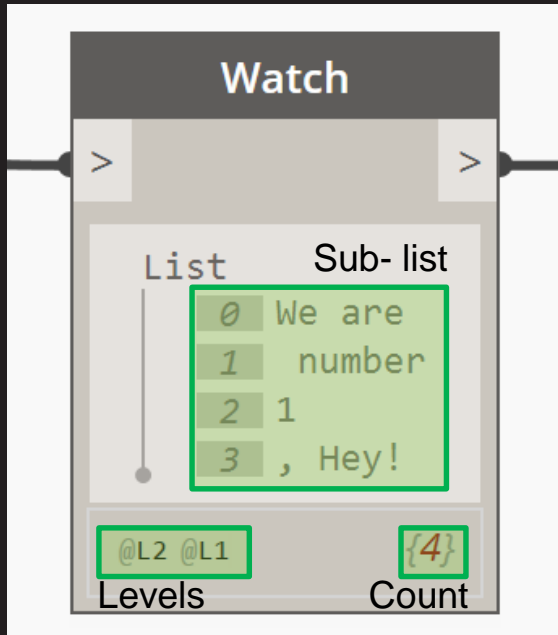 Watch
> >
List Sub- list
0 We are
1 number
2 1
3 , Hey!
@L2 @L1 {4}
Levels Count